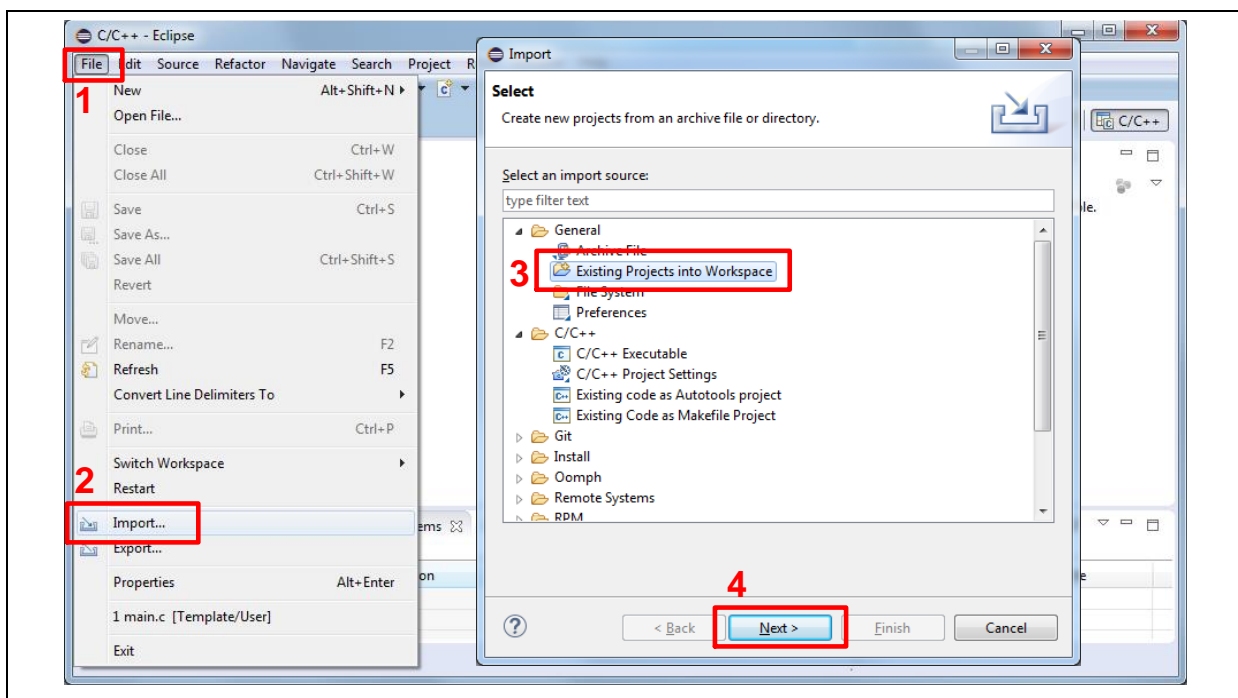 C/C++ - Eclipse
File Edit Source Refactor Navigate Search Project R
1
New Alt+Shift+N
Open File...
Close Ctrl+W
Close All Ctrl+Shift+W
Save Ctrl+S
Save As...
Save All Ctrl+Shift+S
Revert
Move...
Rename... F2
Refresh F5
Convert Line Delimiters To
Print... Ctrl+P
Switch Workspace
2
Restart
Import...
Export...
Properties Alt+Enter
1 main.c [Template/User]
Exit
ems
on
Import
Select
Create new projects from an archive file or directory.
Select an import source:
type filter text
General
Archive File
3
Existing Projects into Workspace
File System
Preferences
C/C++
C/C++ Executable
C/C++ Project Settings
Existing code as Autotools project
Existing Code as Makefile Project
Git
Install
Oomph
Remote Systems
RPM
4
? < Back Next > Finish Cancel
C/C++
le.
e